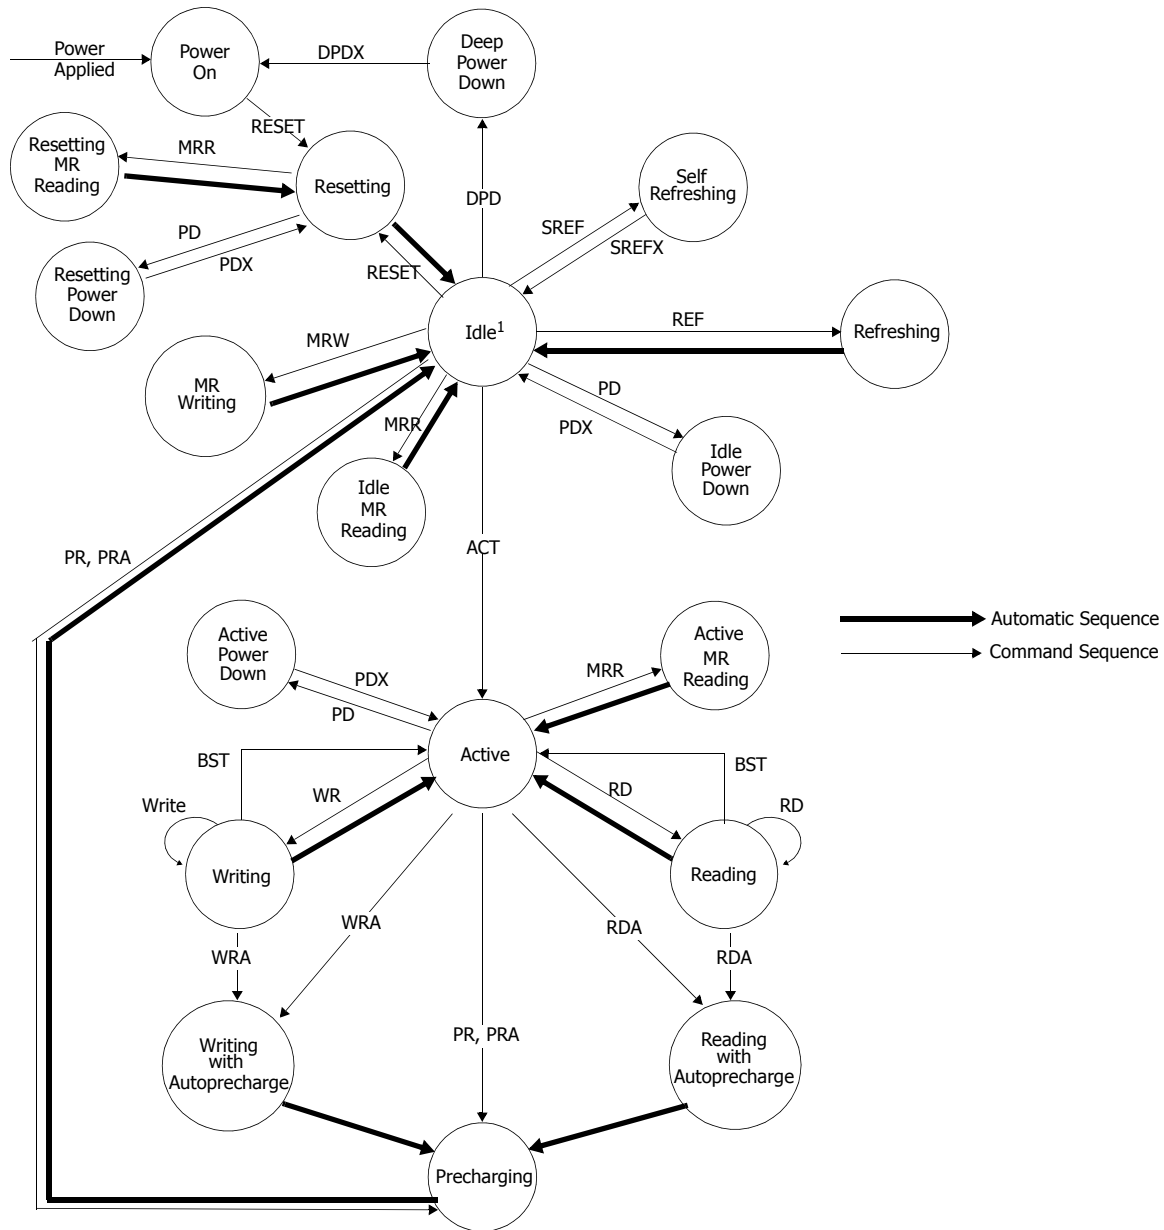 Power
Applied
Power
On
DPDX
Deep
Power
Down
RESET
Resetting
MR
Reading
MRR
Resetting
DPD
Self
Refreshing
SREF
SREFX
PD
PDX
Resetting
Power
Down
RESET
Idle1
REF
Refreshing
MRW
MR
Writing
PD
PDX
MRR
Idle
MR
Reading
Idle
Power
Down
PR, PRA
ACT
Automatic Sequence
Command Sequence
Active
Power
Down
PDX
PD
MRR
Active
MR
Reading
Active
BST
WR
RD
BST
Write
RD
Writing
Reading
WRA
WRA
RDA
RDA
Writing
with
Autoprecharge
PR, PRA
Reading
with
Autoprecharge
Precharging